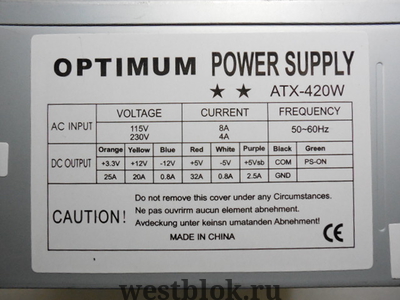 OPTIMUM POWER SUPPLY
★ ★ ATX-420W
AC INPUT VOLTAGE CURRENT FREQUENCY
115V 8A 50~60Hz
230V 4A
DC OUTPUT Orange Yellow Blue Red White Purple Black Green
+3.3V +12V -12V +5V -5V +5Vsb COM PS-ON
25A 20A 0.8A 32A 0.8A 2.5A GND
CAUTION! Do not remove this cover under any Circumstances.
Ne pas ouvrirm aucun element abnehment.
Avdeckung unter keinsn umatanden Abnehment.
MADE IN CHINA
westblok.ru